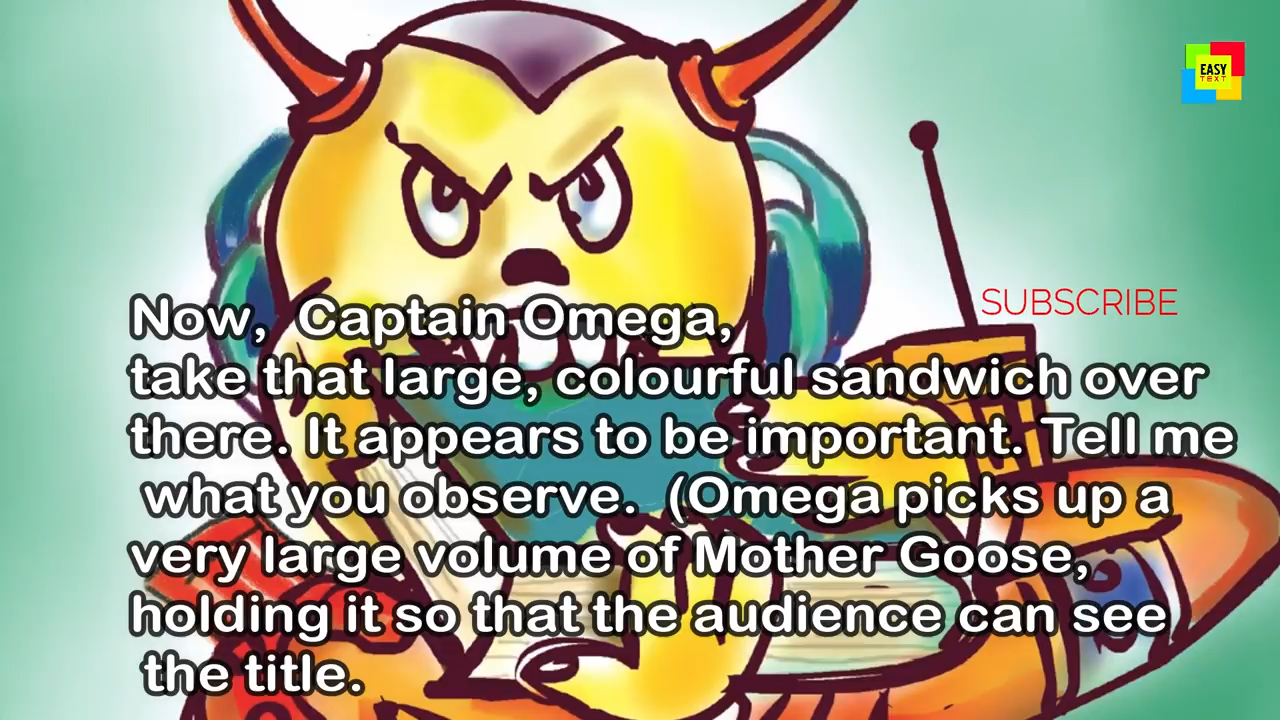 EASY
TEXT
SUBSCRIBE
Now,  Captain Omega,
take that large, colourful sandwich over
there. It appears to be important. Tell me
what you observe.  (Omega picks up a
very large volume of Mother Goose,
holding it so that the audience can see
the title.